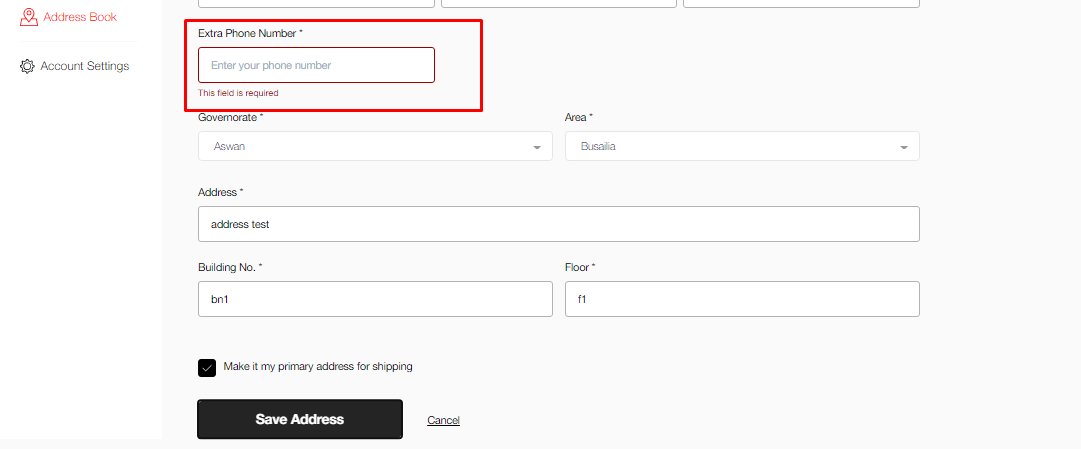 Address Book
Account Settings
Extra Phone Number *
Enter your phone number
This field is required
Governorate * Area *
Aswan Busailia
Address *
address test
Building No. * Floor *
bn1 f1
Make it my primary address for shipping
Save Address Cancel